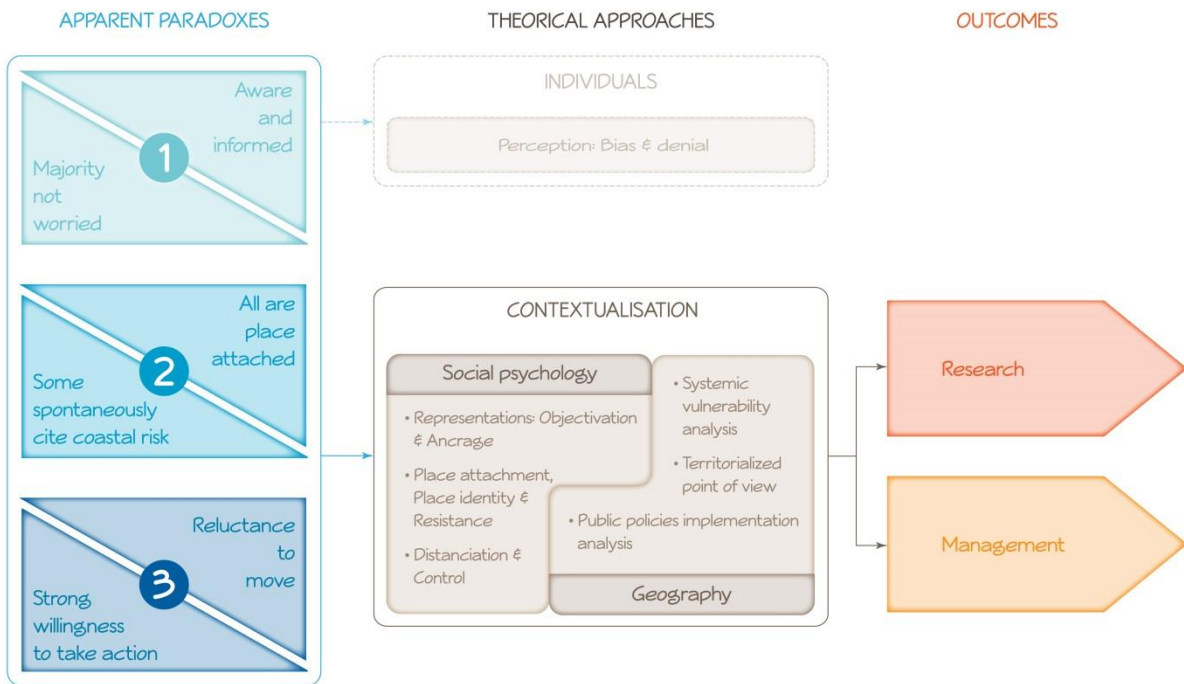 APPARENT PARADOXES
THEORICAL APPROACHES
OUTCOMES
Aware
and
informed
1
Majority
not
worried
All are
place
attached
2
Some
spontaneously
cite coastal risk
Reluctance
to
move
3
Strong
willingness
to take action
INDIVIDUALS
Perception: Bias & denial
CONTEXTUALISATION
Social psychology
• Representations: Objectivation
& Ancrage
• Place attachment,
Place identity &
Resistance
• Distanciation &
Control
• Systemic
vulnerability
analysis
• Territorialized
point of view
• Public policies implementation
analysis
Geography
Research
Management